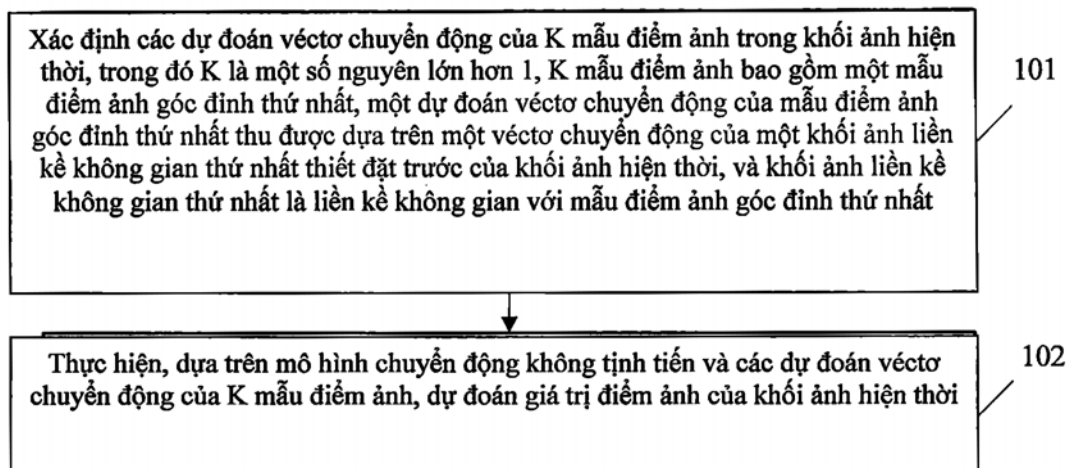 Xác định các dự đoán véctơ chuyển động của K mẫu điểm ảnh trong khối ảnh hiện
thời, trong đó K là một số nguyên lớn hơn 1, K mẫu điểm ảnh bao gồm một mẫu
điểm ảnh góc đỉnh thứ nhất, một dự đoán véctơ chuyển động của mẫu điểm ảnh
góc đỉnh thứ nhất thu được dựa trên một véctơ chuyển động của một khối ảnh liền
kề không gian thứ nhất thiết đặt trước của khối ảnh hiện thời, và khối ảnh liền kề
không gian thứ nhất là liền kề không gian với mẫu điểm ảnh góc đỉnh thứ nhất
101
Thực hiện, dựa trên mô hình chuyển động không tịnh tiến và các dự đoán véctơ
chuyển động của K mẫu điểm ảnh, dự đoán giá trị điểm ảnh của khối ảnh hiện thời
102